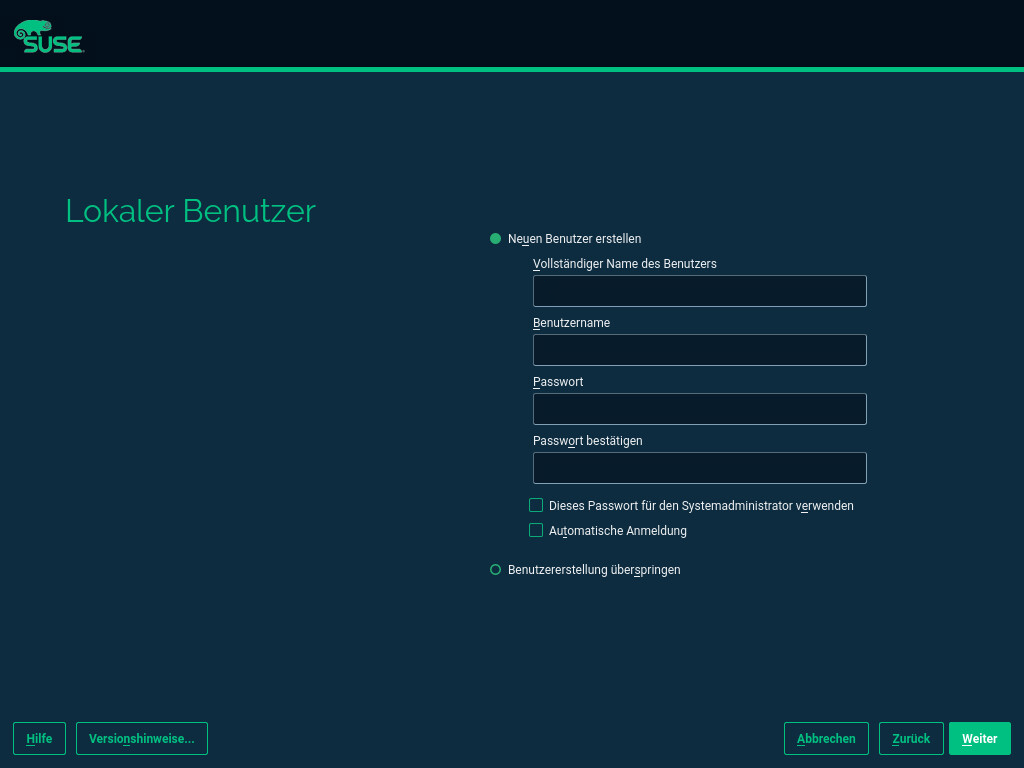 SUSE
Lokaler Benutzer
Neuen Benutzer erstellen
Vollständiger Name des Benutzers
Benutzername
Passwort
Passwort bestätigen
Dieses Passwort für den Systemadministrator verwenden
Automatische Anmeldung
Benutzererstellung überspringen
Hilfe Versionshinweise... Abbrechen Zurück Weiter